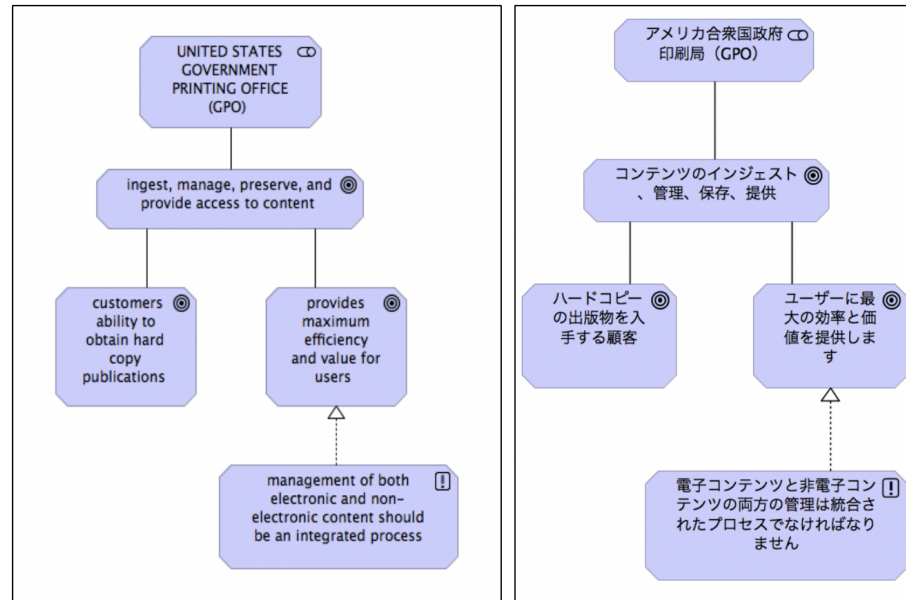 UNITED STATES
GOVERNMENT
PRINTING OFFICE
(GPO)
ingest, manage, preserve, and
provide access to content
customers
ability to
obtain hard
copy
publications
provides
maximum
efficiency
and value for
users
management of both
electronic and non-
electronic content should
be an integrated process
アメリカ合衆国政府
印刷局（GPO）
コンテンツのインジェスト
、管理、保存、提供
ハードコピー
の出版物を入
手する顧客
ユーザーに最
大の効率と価
値を提供しま
す
電子コンテンツと非電子コン
テンツの両方の管理は統合さ
れたプロセスでなければなり
ません